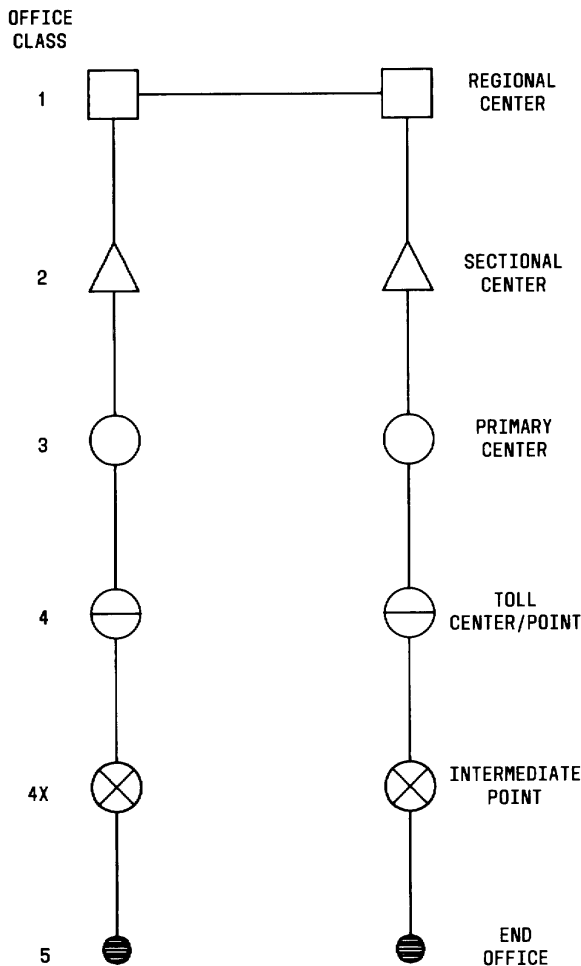 OFFICE
CLASS
1
REGIONAL
CENTER
2
SECTIONAL
CENTER
3
PRIMARY
CENTER
4
TOLL
CENTER/POINT
4X
INTERMEDIATE
POINT
5
END
OFFICE